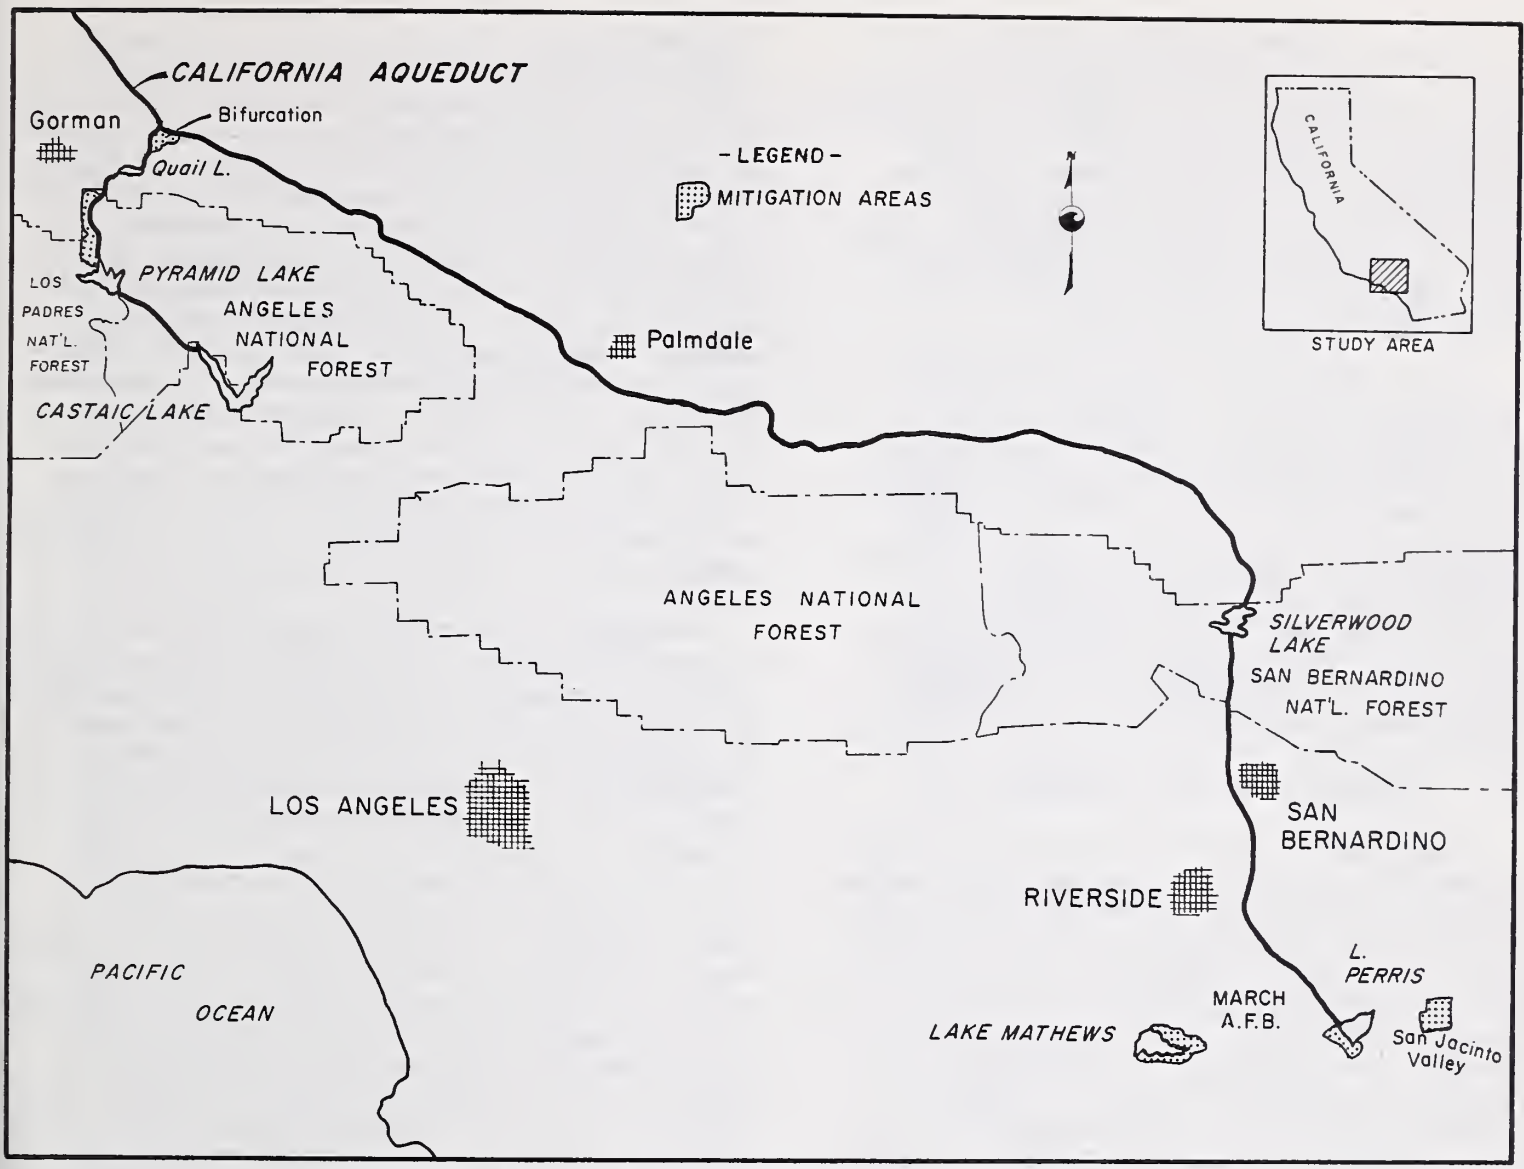 CALIFORNIA AQUEDUCT
Bifurcation
Gorman
Quail L.
- LEGEND -
MITIGATION AREAS
N
CALIFORNIA
STUDY AREA
PYRAMID LAKE
LOS
PADRES
NAT'L.
FOREST
ANGELES
NATIONAL
FOREST
CASTAIC LAKE
Palmdale
ANGELES NATIONAL
FOREST
SILVERWOOD
LAKE
SAN BERNARDINO
NAT'L. FOREST
LOS ANGELES
SAN
BERNARDINO
RIVERSIDE
PACIFIC
OCEAN
L.
PERRIS
MARCH
A.F.B.
LAKE MATHEWS
San Jacinto
Valley